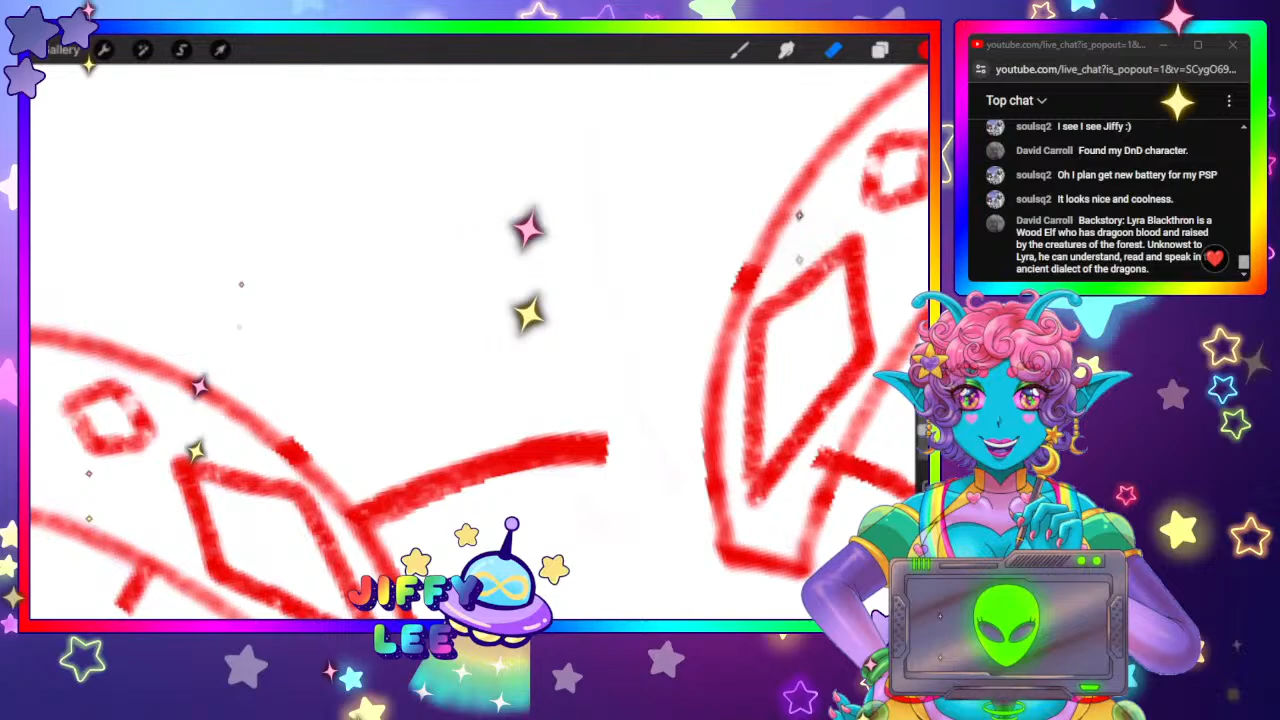 allery
youtube.com/live_chat?is_popout=1&...
youtube.com/live_chat?is_popout=1&v=SCygO69...
Top chat
soulsq2 I see I see Jiffy :)
David Carroll Found my DnD character.
soulsq2 Oh I plan get new battery for my PSP
soulsq2 It looks nice and coolness.
David Carroll Backstory: Lyra Blackthron is a
Wood Elf who has dragoon blood and raised
by the creatures of the forest. Unknowst to
Lyra, he can understand, read and speak in
ancient dialect of the dragons.
JIFFY
LEE